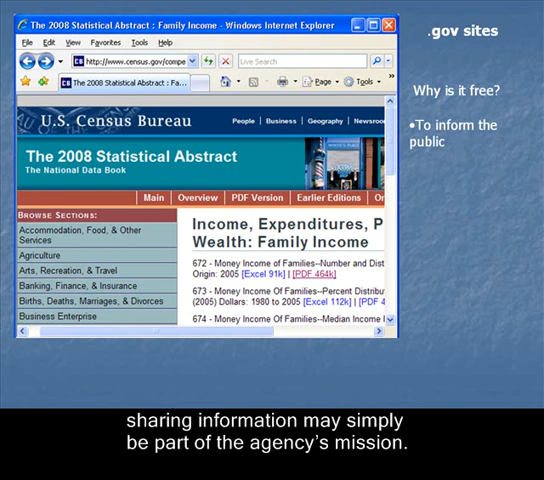 The 2008 Statistical Abstract : Family Income - Windows Internet Explorer
File Edit View Favorites Tools Help
http://www.census.gov/compe
Live Search
The 2008 Statistical Abstract : Fa...
Page Tools
U.S. Census Bureau
People | Business | Geography | Newsroo
The 2008 Statistical Abstract
The National Data Book
Main | Overview | PDF Version | Earlier Editions | Or
Browse Sections:
Accommodation, Food, & Other
Services
Agriculture
Arts, Recreation, & Travel
Banking, Finance, & Insurance
Births, Deaths, Marriages, & Divorces
Business Enterprise
Income, Expenditures, P
Wealth: Family Income
672 - Money Income of Families--Number and Dist
Origin: 2005 [Excel 91k] | [PDF 464k]
673 - Money Income Of Families--Percent Distribut
(2005) Dollars: 1980 to 2005 [Excel 112k] | [PDF 4
674 - Money Income of Families--Median Income
.gov sites
Why is it free?
•To inform the
public
sharing information may simply
be part of the agency's mission.